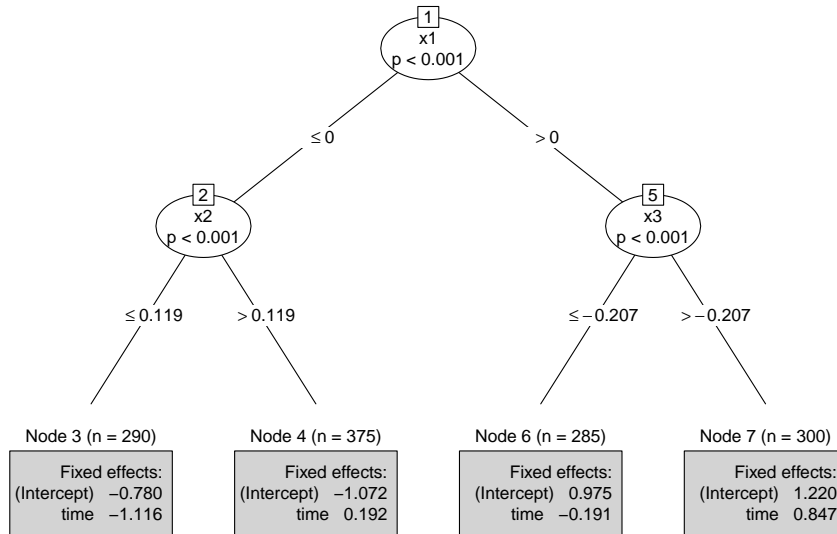 1
x1
p < 0.001
≤ 0
> 0
2
x2
p < 0.001
5
x3
p < 0.001
≤ 0.119
> 0.119
≤ −0.207
> −0.207
Node 3 (n = 290)
Fixed effects:
(Intercept) −0.780
time −1.116
Node 4 (n = 375)
Fixed effects:
(Intercept) −1.072
time 0.192
Node 6 (n = 285)
Fixed effects:
(Intercept) 0.975
time −0.191
Node 7 (n = 300)
Fixed effects:
(Intercept) 1.220
time 0.847